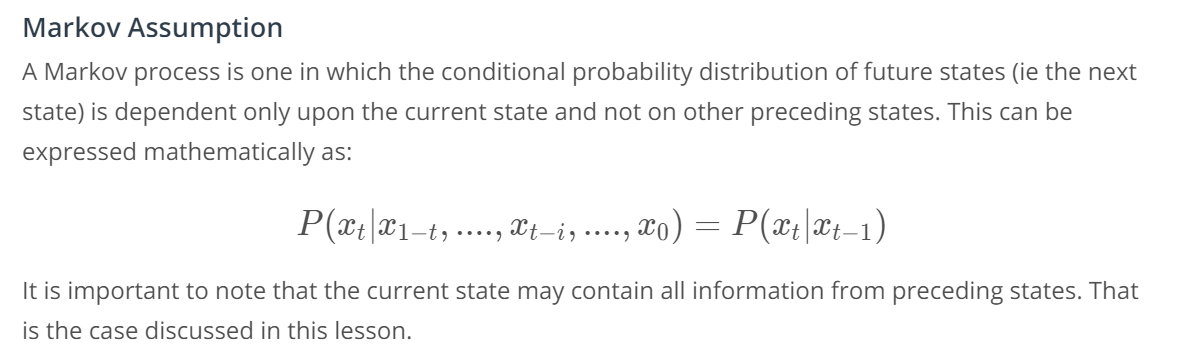 Markov Assumption
A Markov process is one in which the conditional probability distribution of future states (ie the next
state) is dependent only upon the current state and not on other preceding states. This can be
expressed mathematically as:
P(x_t|x_{1-t}, ...., x_{t-i}, ...., x_0) = P(x_t|x_{t-1})
It is important to note that the current state may contain all information from preceding states. That
is the case discussed in this lesson.